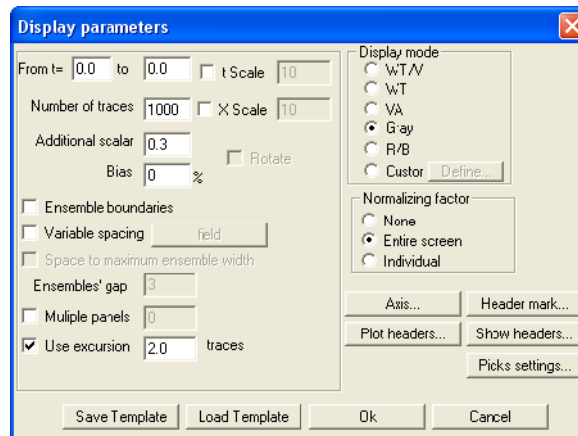 Display parameters
From t= 0.0 to 0.0 t Scale 10
Number of traces 1000 X Scale 10
Additional scalar 0.3
Rotate
Bias 0 %
Ensemble boundaries
Variable spacing field
Space to maximum ensemble width
Ensembles' gap 3
Muliple panels 0
Use excursion 2.0 traces
Display mode
WT/V
WT
VA
Gray
R/B
Custor Define...
Normalizing factor
None
Entire screen
Individual
Axis... Header mark...
Plot headers... Show headers...
Picks settings...
Save Template Load Template Ok Cancel